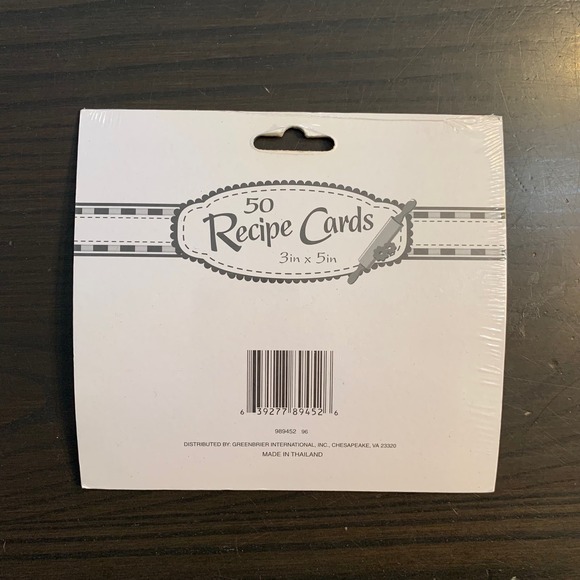 50
Recipe Cards
3in x 5in
6 39277 89452 6
989452 96
DISTRIBUTED BY: GREENBRIER INTERNATIONAL, INC., CHESAPEAKE, VA 23320
MADE IN THAILAND